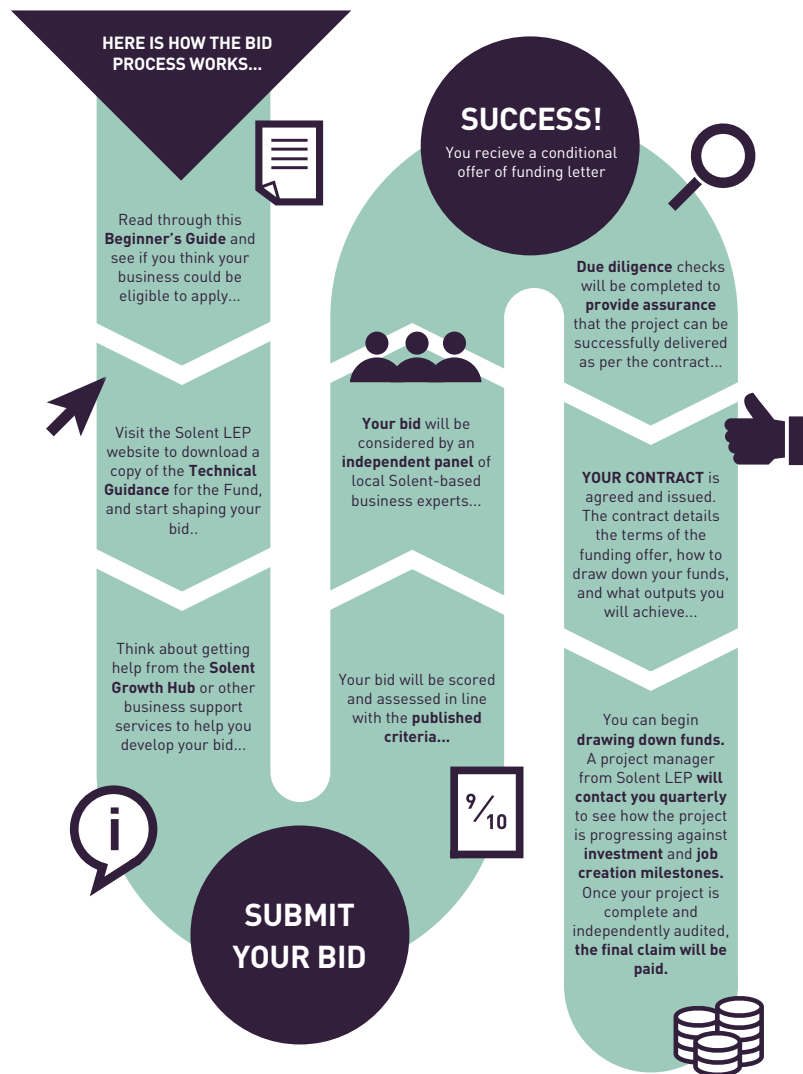 HERE IS HOW THE BID
PROCESS WORKS...
Read through this
Beginner's Guide and
see if you think your
business could be
eligible to apply...
Visit the Solent LEP
website to download a
copy of the Technical
Guidance for the Fund,
and start shaping your
bid..
Think about getting
help from the Solent
Growth Hub or other
business support
services to help you
develop your bid...
i
SUBMIT
YOUR BID
9/10
Your bid will be scored
and assessed in line
with the published
criteria...
Your bid will be
considered by an
independent panel of
local Solent-based
business experts...
SUCCESS!
You recieve a conditional
offer of funding letter
Due diligence checks
will be completed to
provide assurance
that the project can be
successfully delivered
as per the contract...
YOUR CONTRACT is
agreed and issued.
The contract details
the terms of the
funding offer, how to
draw down your funds,
and what outputs you
will achieve...
You can begin
drawing down funds.
A project manager
from Solent LEP will
contact you quarterly
to see how the project
is progressing against
investment and job
creation milestones.
Once your project is
complete and
independently audited,
the final claim will be
paid.